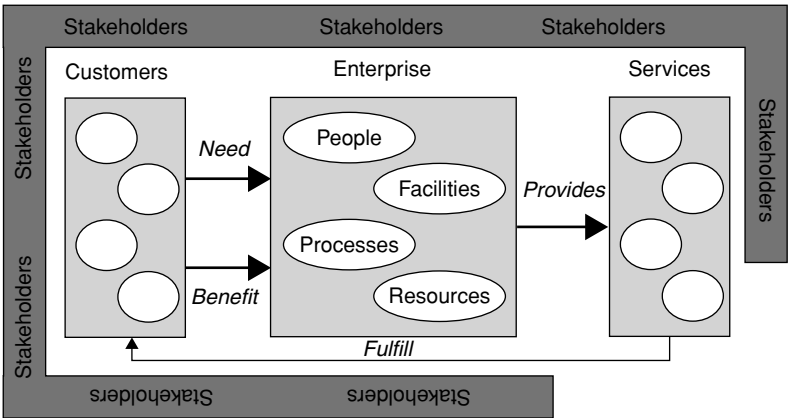 Stakeholders Stakeholders Stakeholders
Stakeholders
Stakeholders
Stakeholders
Customers
Enterprise
Services
Need
Benefit
People
Facilities
Processes
Resources
Provides
Fulfill
Stakeholders Stakeholders